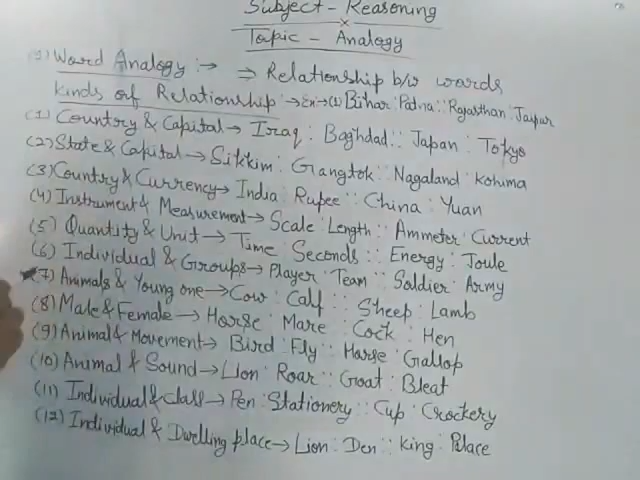 Subject - Reasoning
×
Topic - Analogy
(1) Word Analogy :→ ⇒ Relationship b/w words
kinds of Relationship :→ Ex→(1) Bihar : Patna :: Rajasthan : Jaipur
(1) Country & Capital → Iraq : Baghdad :: Japan : Tokyo
(2) State & Capital → Sikkim : Gangtok :: Nagaland : Kohima
(3) Country & Currency → India : Rupee :: China : Yuan
(4) Instrument & Measurement → Scale : Length :: Ammeter : Current
(5) Quantity & Unit → Time : Seconds :: Energy : Joule
(6) Individual & Groups → Player : Team :: Soldier : Army
(7) Animals & Young one → Cow : Calf :: Sheep : Lamb
(8) Male & Female → Horse : Mare :: Cock : Hen
(9) Animal & Movement → Bird : Fly :: Horse : Gallop
(10) Animal & Sound → Lion : Roar :: Goat : Bleat
(11) Individual & class → Pen : Stationery :: Cup : Crockery
(12) Individual & Dwelling place → Lion : Den :: King : Palace